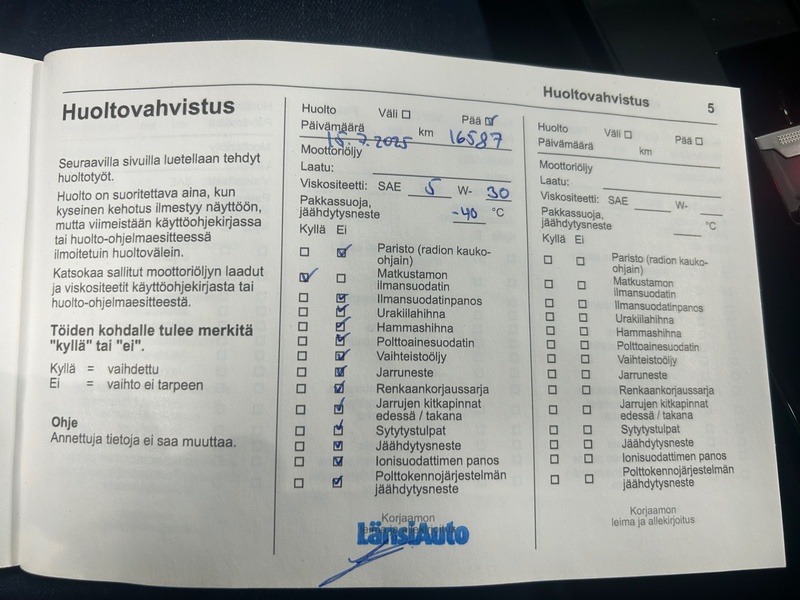 Huoltovahvistus 5
Huoltovahvistus
Seuraavilla sivuilla luetellaan tehdyt
huoltotyöt.
Huolto on suoritettava aina, kun
kyseinen kehotus ilmestyy näyttöön,
mutta viimeistään käyttöohjekirjassa
tai huolto-ohjelmaesitteessä
ilmoitetuin huoltovälein.
Katsokaa sallitut moottoriöljyn laadut
ja viskositeetit käyttöohjekirjasta tai
huolto-ohjelmaesitteestä.
Töiden kohdalle tulee merkitä
"kyllä" tai "ei".
Kyllä = vaihdettu
Ei = vaihto ei tarpeen
Ohje
Annettuja tietoja ei saa muuttaa.
Huolto Väli Pää
Päivämäärä 15.7.2025 km 16587
Moottoriöljy
Laatu:
Viskositeetti: SAE 5 W- 30
Pakkassuoja,
jäähdytysneste -40 °C
Kyllä Ei
Paristo (radion kauko-
ohjain)
Matkustamon
ilmansuodatin
Ilmansuodatinpanos
Urakiilahihna
Hammashihna
Polttoainesuodatin
Vaihteistoöljy
Jarruneste
Renkaankorjaussarja
Jarrujen kitkapinnat
edessä / takana
Sytytystulpat
Jäähdytysneste
Ionisuodattimen panos
Polttokennojärjestelmän
jäähdytysneste
Korjaamon
leima ja allekirjoitus
LänsiAuto
Huolto Väli Pää
Päivämäärä km
Moottoriöljy
Laatu:
Viskositeetti: SAE W-
Pakkassuoja,
jäähdytysneste °C
Kyllä Ei
Paristo (radion kauko-
ohjain)
Matkustamon
ilmansuodatin
Ilmansuodatinpanos
Urakiilahihna
Hammashihna
Polttoainesuodatin
Vaihteistoöljy
Jarruneste
Renkaankorjaussarja
Jarrujen kitkapinnat
edessä / takana
Sytytystulpat
Jäähdytysneste
Ionisuodattimen panos
Polttokennojärjestelmän
jäähdytysneste
Korjaamon
leima ja allekirjoitus